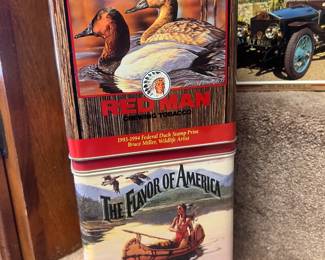 RED MAN
CHEWING TOBACCO
1993-1994 Federal Duck Stamp Print
Bruce Miller, Wildlife Artist
THE FLAVOR OF AMERICA